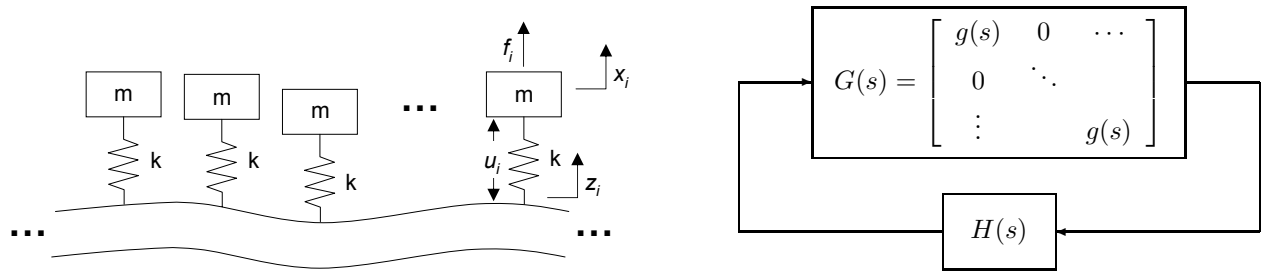 f_i
m m m ... m x_i
k k k u_i k z_i
... ...
G(s) = [ g(s) 0 ⋯
0 ⋱
⋮ g(s) ]
H(s)